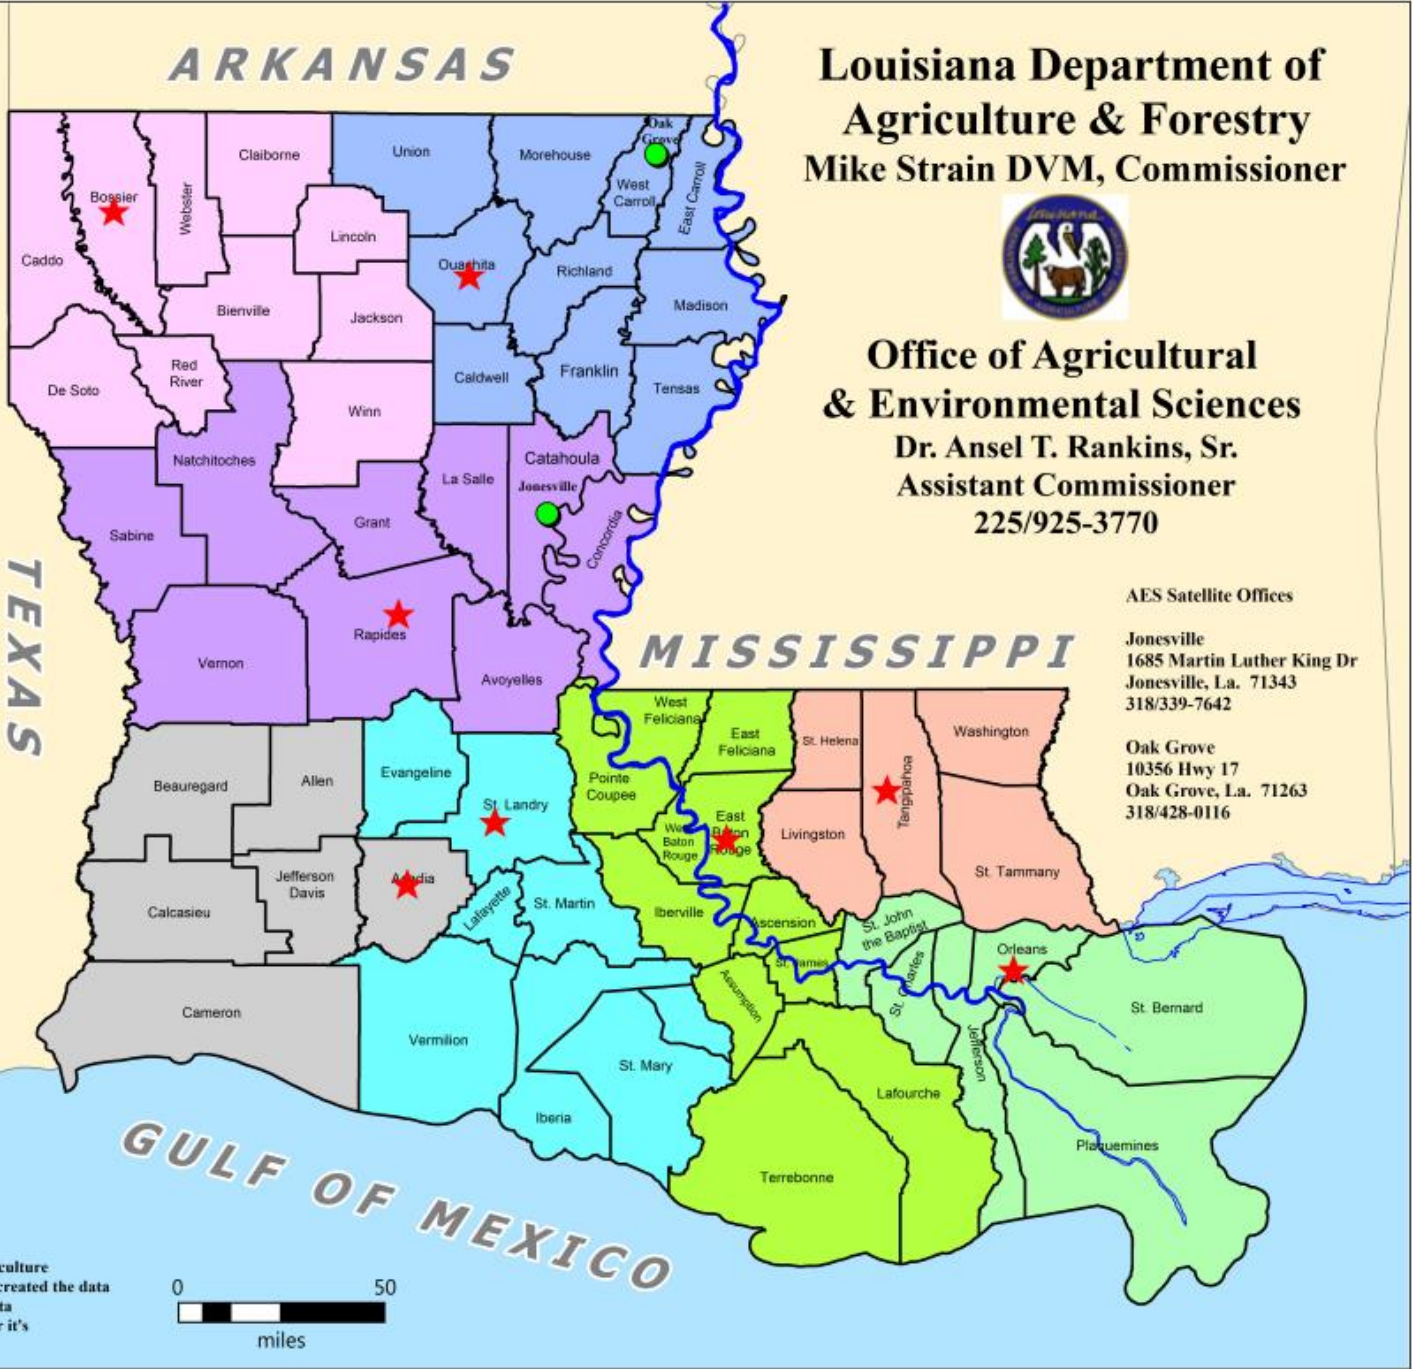 ARKANSAS
Louisiana Department of
Agriculture & Forestry
Mike Strain DVM, Commissioner
Office of Agricultural
& Environmental Sciences
Dr. Ansel T. Rankins, Sr.
Assistant Commissioner
225/925-3770
AES Satellite Offices
Jonesville
1685 Martin Luther King Dr
Jonesville, La. 71343
318/339-7642
Oak Grove
10356 Hwy 17
Oak Grove, La. 71263
318/428-0116
TEXAS
MISSISSIPPI
GULF OF MEXICO
Caddo
Bossier
Webster
Claiborne
Lincoln
Bienville
Jackson
De Soto
Red
River
Winn
Union
Morehouse
Oak
Grove
West
Carroll
East Carroll
Ouachita
Richland
Madison
Caldwell
Franklin
Tensas
Natchitoches
Sabine
Grant
La Salle
Catahoula
Jonesville
Concordia
Vernon
Rapides
Avoyelles
Beauregard
Allen
Evangeline
St. Landry
Pointe
Coupee
West
Feliciana
East
Feliciana
St. Helena
Tangipahoa
Washington
West
Baton
Rouge
East
Baton
Rouge
Livingston
St. Tammany
Calcasieu
Jefferson
Davis
Acadia
Lafayette
St. Martin
Iberville
Ascension
St. John
the Baptist
St. James
Assumption
St. Charles
Orleans
St. Bernard
Cameron
Vermilion
Iberia
St. Mary
Terrebonne
Lafourche
Jefferson
Plaquemines
culture
created the data
ta
r it's
0 50
miles